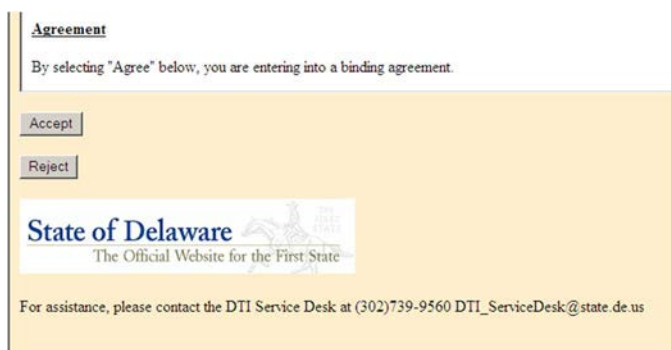 Agreement
By selecting "Agree" below, you are entering into a binding agreement.
Accept
Reject
State of Delaware
The Official Website for the First State
For assistance, please contact the DTI Service Desk at (302)739-9560 DTI_ServiceDesk@state.de.us